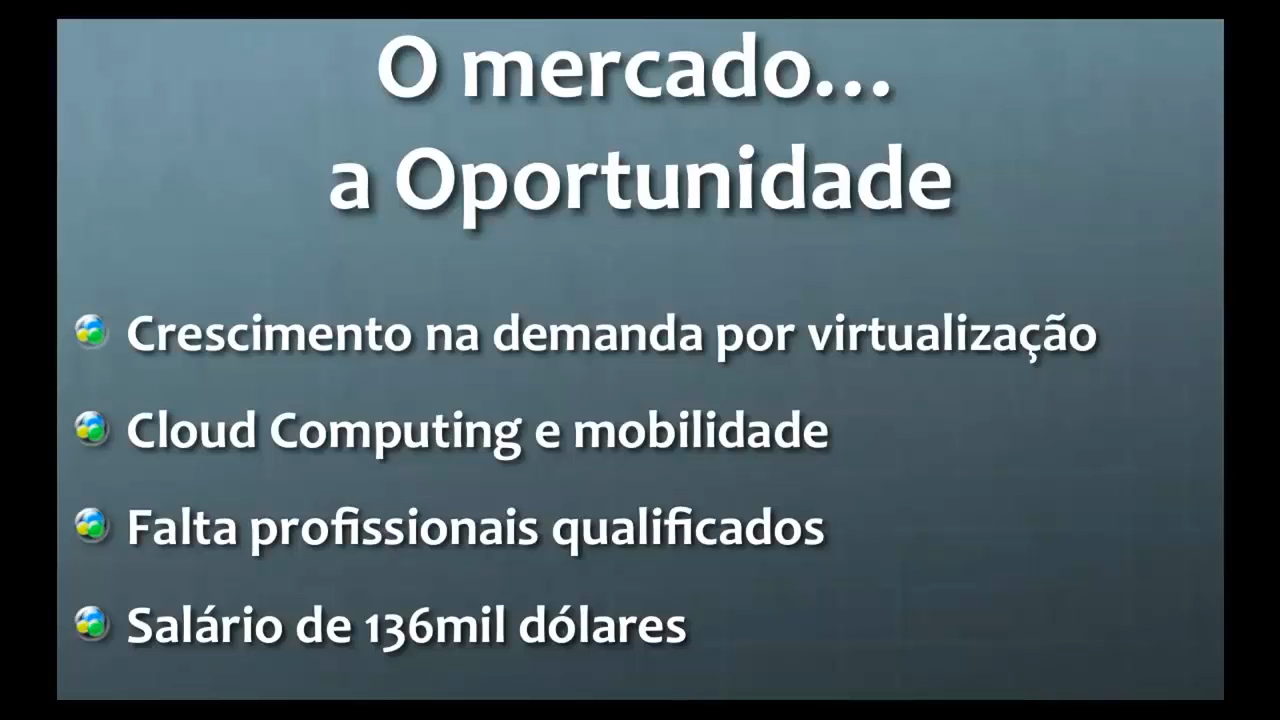 O mercado...
a Oportunidade
Crescimento na demanda por virtualização
Cloud Computing e mobilidade
Falta profissionais qualificados
Salário de 136mil dólares